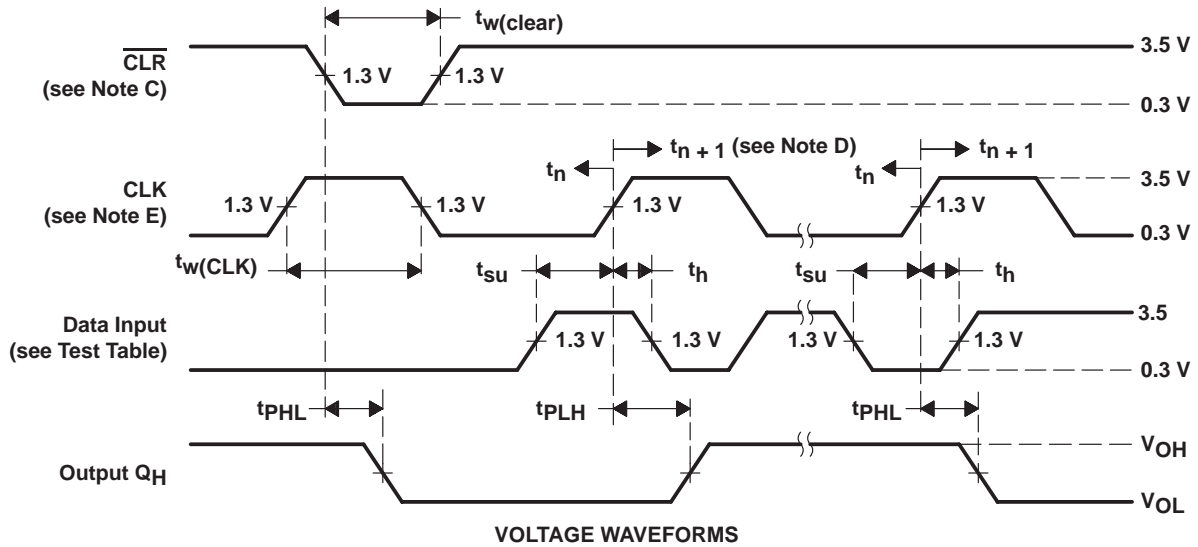 tw(clear)
CLR
(see Note C)
1.3 V
1.3 V
3.5 V
0.3 V
tn
tn + 1 (see Note D)
tn
tn + 1
CLK
(see Note E)
1.3 V
1.3 V
1.3 V
1.3 V
3.5 V
0.3 V
tw(CLK)
tsu
th
tsu
th
Data Input
(see Test Table)
1.3 V
1.3 V
1.3 V
1.3 V
3.5
0.3 V
tPHL
tPLH
tPHL
Output QH
VOH
VOL
VOLTAGE WAVEFORMS